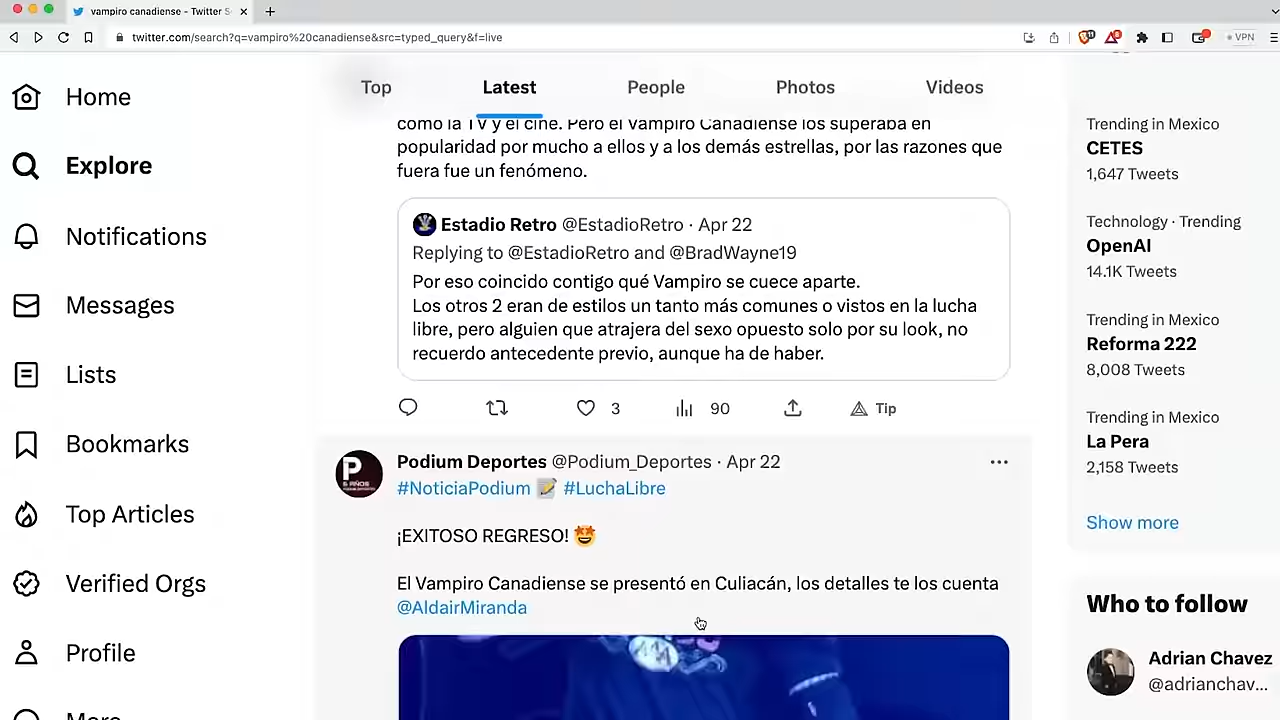 vampiro canadiense - Twitter S
twitter.com/search?q=vampiro%20canadiense&src=typed_query&f=live
VPN
Home
Explore
Notifications
Messages
Lists
Bookmarks
Top Articles
Verified Orgs
Profile
More
Top
Latest
People
Photos
Videos
como la TV y el cine. Pero el Vampiro Canadiense los superaba en
popularidad por mucho a ellos y a los demás estrellas, por las razones que
fuera fue un fenómeno.
Estadio Retro @EstadioRetro · Apr 22
Replying to @EstadioRetro and @BradWayne19
Por eso coincido contigo qué Vampiro se cuece aparte.
Los otros 2 eran de estilos un tanto más comunes o vistos en la lucha
libre, pero alguien que atrajera del sexo opuesto solo por su look, no
recuerdo antecedente previo, aunque ha de haber.
3
90
Tip
Podium Deportes @Podium_Deportes · Apr 22
#NoticiaPodium 📝 #LuchaLibre
¡EXITOSO REGRESO! 🤩
El Vampiro Canadiense se presentó en Culiacán, los detalles te los cuenta
@AldairMiranda
Trending in Mexico
CETES
1,647 Tweets
Technology · Trending
OpenAI
14.1K Tweets
Trending in Mexico
Reforma 222
8,008 Tweets
Trending in Mexico
La Pera
2,158 Tweets
Show more
Who to follow
Adrian Chavez
@adrianchav...